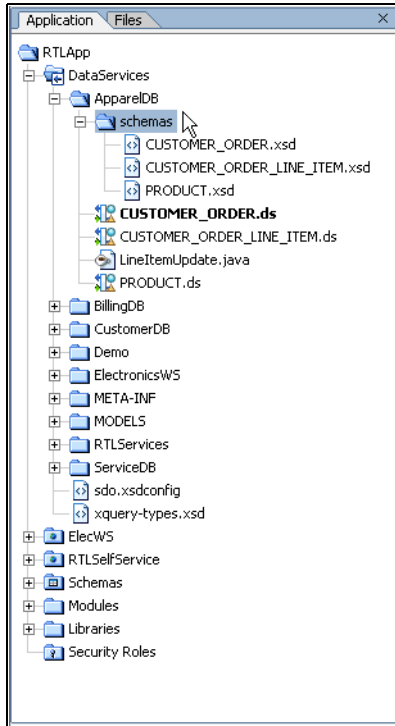 Application Files
RTLApp
DataServices
ApparelDB
schemas
CUSTOMER_ORDER.xsd
CUSTOMER_ORDER_LINE_ITEM.xsd
PRODUCT.xsd
CUSTOMER_ORDER.ds
CUSTOMER_ORDER_LINE_ITEM.ds
LineItemUpdate.java
PRODUCT.ds
BillingDB
CustomerDB
Demo
ElectronicsWS
META-INF
MODELS
RTLServices
ServiceDB
sdo.xsdconfig
xquery-types.xsd
ElecWS
RTLSelfService
Schemas
Modules
Libraries
Security Roles